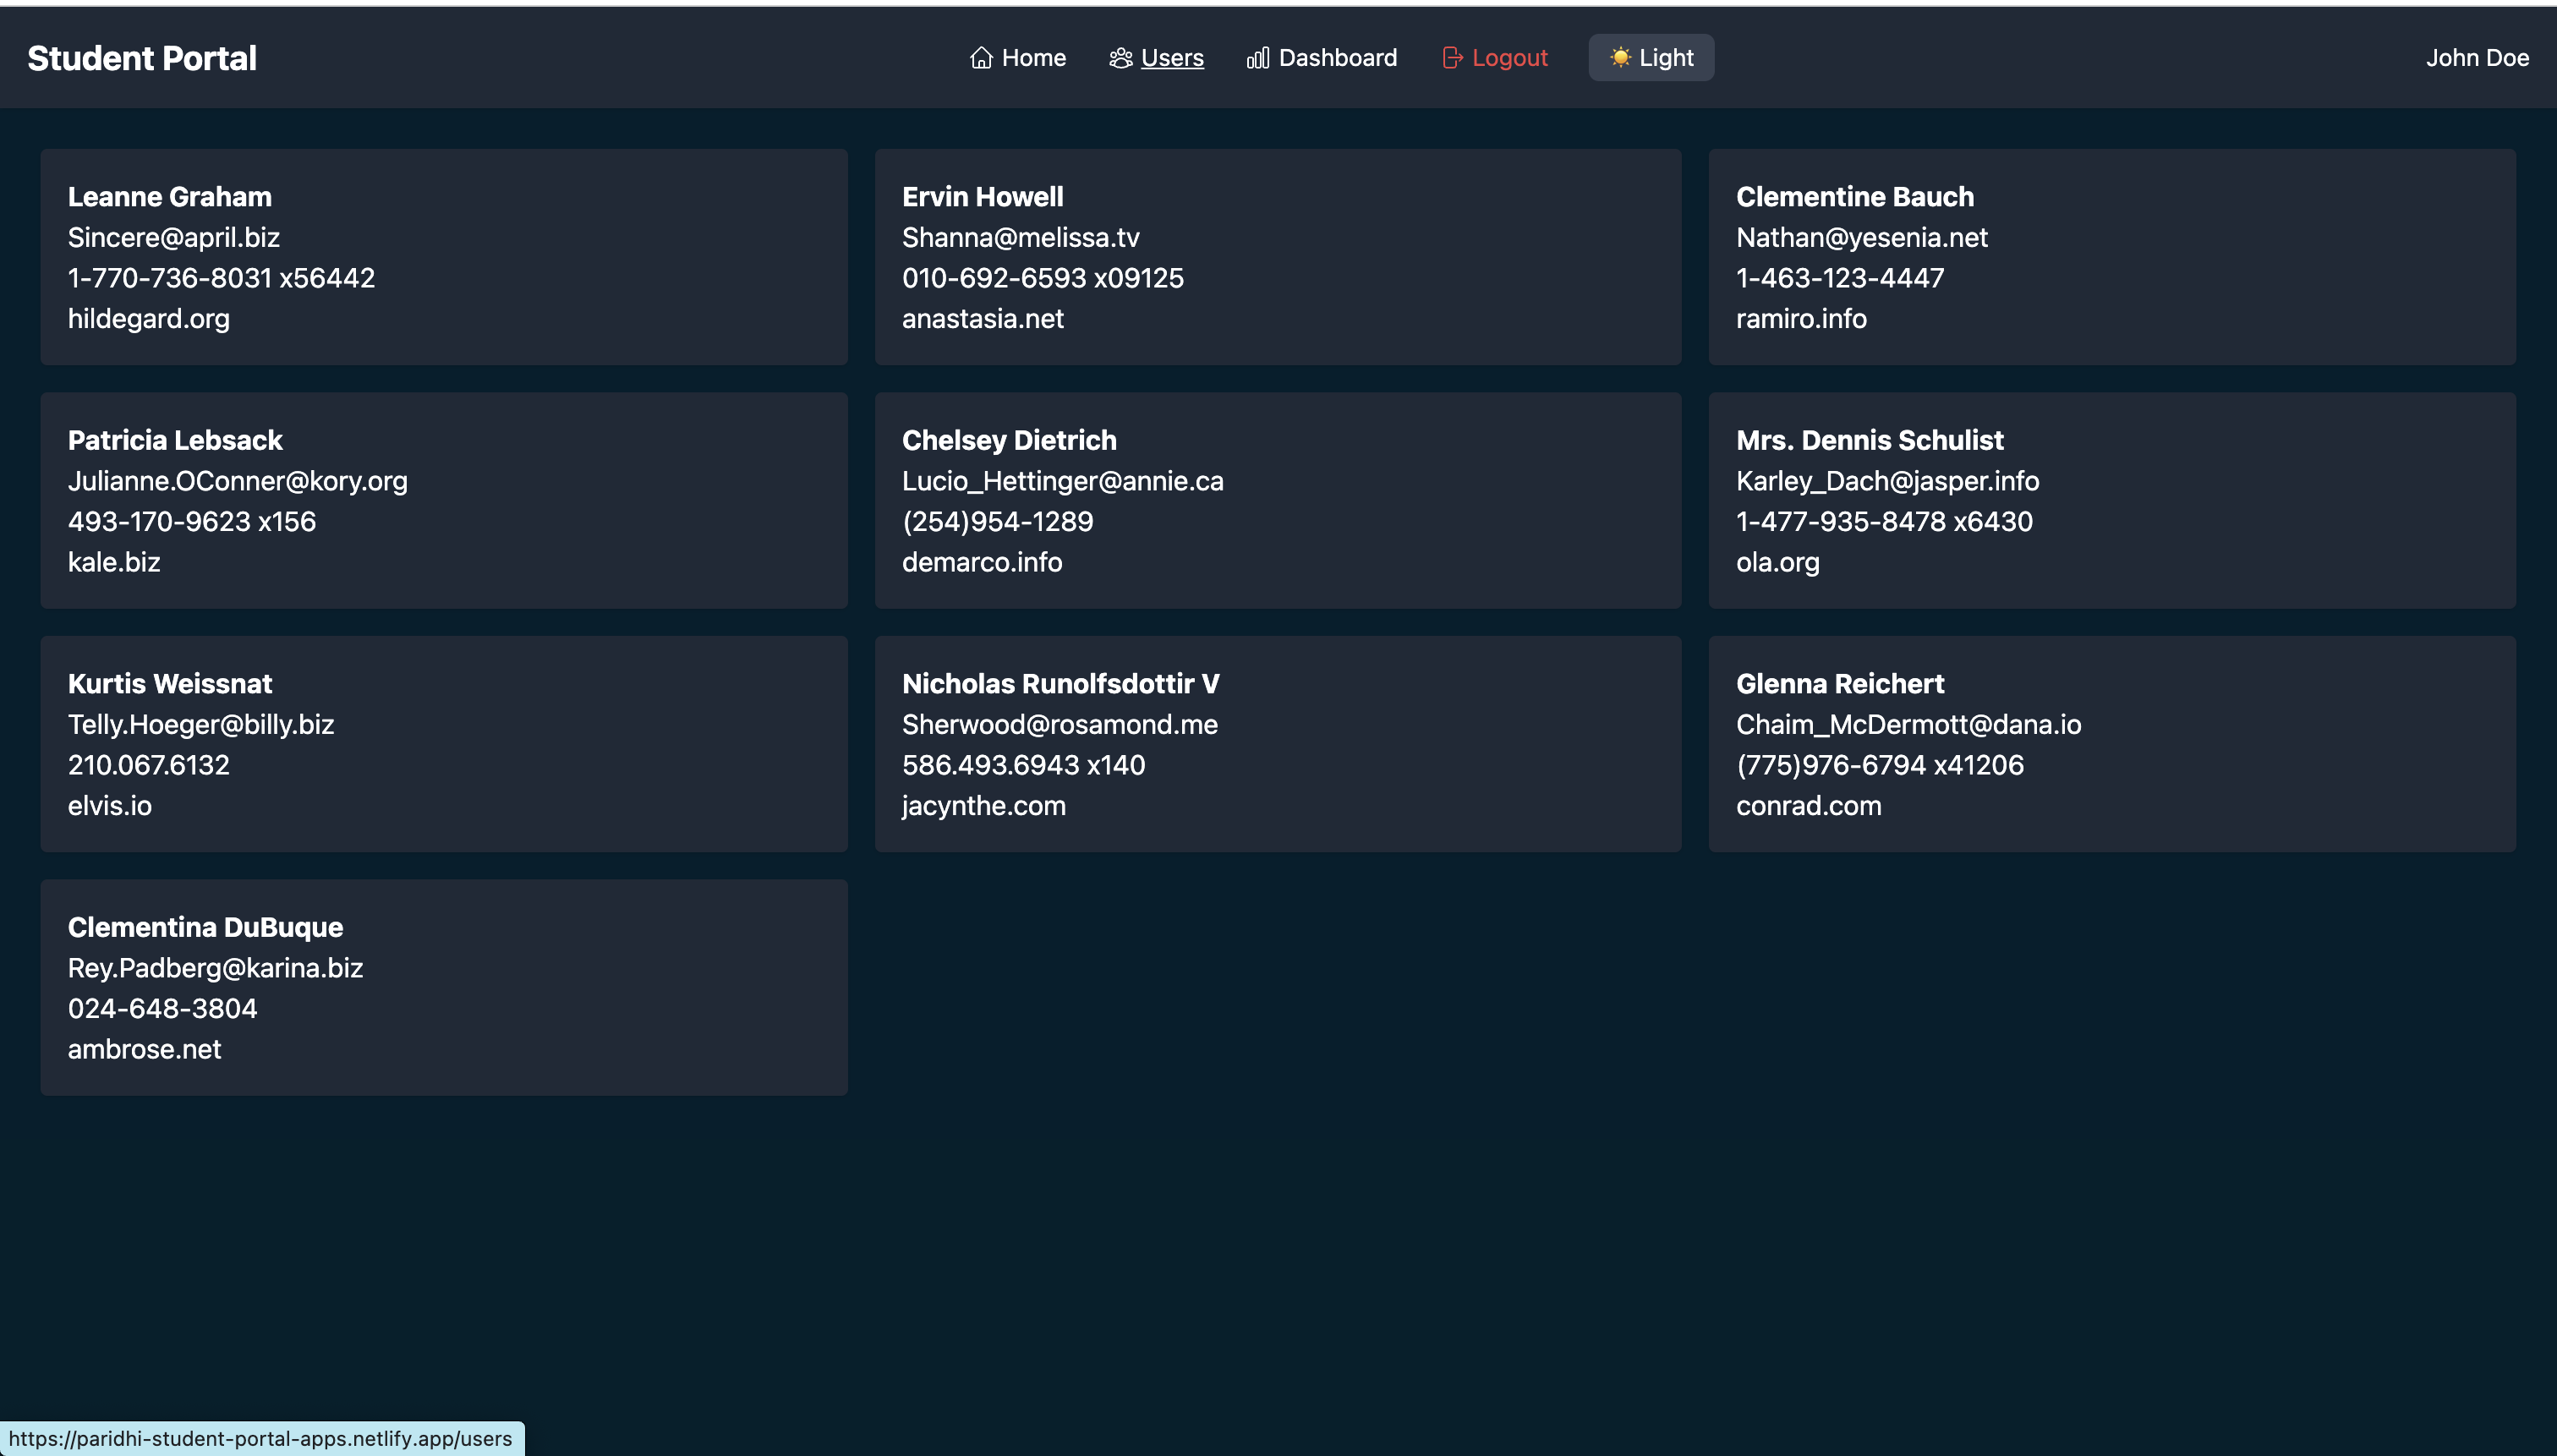 Student Portal
Home
Users
Dashboard
Logout
Light
John Doe
Leanne Graham
Sincere@april.biz
1-770-736-8031 x56442
hildegard.org
Ervin Howell
Shanna@melissa.tv
010-692-6593 x09125
anastasia.net
Clementine Bauch
Nathan@yesenia.net
1-463-123-4447
ramiro.info
Patricia Lebsack
Julianne.OConner@kory.org
493-170-9623 x156
kale.biz
Chelsey Dietrich
Lucio_Hettinger@annie.ca
(254)954-1289
demarco.info
Mrs. Dennis Schulist
Karley_Dach@jasper.info
1-477-935-8478 x6430
ola.org
Kurtis Weissnat
Telly.Hoeger@billy.biz
210.067.6132
elvis.io
Nicholas Runolfsdottir V
Sherwood@rosamond.me
586.493.6943 x140
jacynthe.com
Glenna Reichert
Chaim_McDermott@dana.io
(775)976-6794 x41206
conrad.com
Clementina DuBuque
Rey.Padberg@karina.biz
024-648-3804
ambrose.net
https://paridhi-student-portal-apps.netlify.app/users